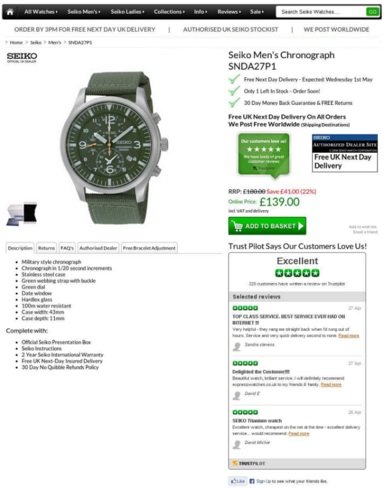 All Watches
Seiko Men's
Seiko Ladies
Collections
Info
Reviews
Sale
Search Seiko Watches....
GO
ORDER BY 3PM FOR FREE NEXT DAY UK DELIVERY | AUTHORISED UK SEIKO STOCKIST | WE POST WORLDWIDE
Home > Seiko > Men's > SNDA27P1
SEIKO
Seiko Men's Chronograph
SNDA27P1
Free Next Day Delivery - Expected: Wednesday 1st May
Only 1 Left In Stock - Order Soon!
30 Day Money Back Guarantee & FREE Returns
Free UK Next Day Delivery On All Orders
We Post Free Worldwide (Shipping Destinations)
Our customers love us!
We have loads of great
customer reviews
SEIKO
AUTHORIZED DEALER SITE
Free UK Next Day
Delivery
RRP: £180.00 Save £41.00 (22%)
Online Price: £139.00
incl. VAT and delivery
ADD TO BASKET
Add to wish list
Description
Returns
FAQ's
Authorised Dealer
Free Bracelet Adjustment
Military style chronograph
Chronograph in 1/20 second increments
Stainless steel case
Green webbing strap with buckle
Green dial
Date window
Hardlex glass
100m water resistant
Case width: 43mm
Case depth: 11mm
Complete with:
Official Seiko Presentation Box
Seiko Instructions
2 Year Seiko International Warranty
Free UK Next-Day Insured Delivery
30 Day No Quibble Refunds Policy
Trust Pilot Says Our Customers Love Us!
Excellent
customers have written a review on Trustpilot
Selected reviews
27 Apr
TOP CLASS SERVICE. BEST SERVICE EVER HAD ON
INTERNET !!!
Very helpful - they rang me straight back when I'd rung out of
hours. Service and very quick delivery second to none. Read more
Sandra stevens
27 Apr
Delighted the Customer!!!!
Beautiful watch, brilliant service. I will definitely recommend
expresswatches.co.uk to my friends & family. Read more
David E
26 Apr
SEIKO Titanium watch
Excellent watch, cheapest on the net at the time - excellent delivery
service... would recommend. Read more
David Michie
TRUSTPILOT
Like
Sign Up to see what your friends like.